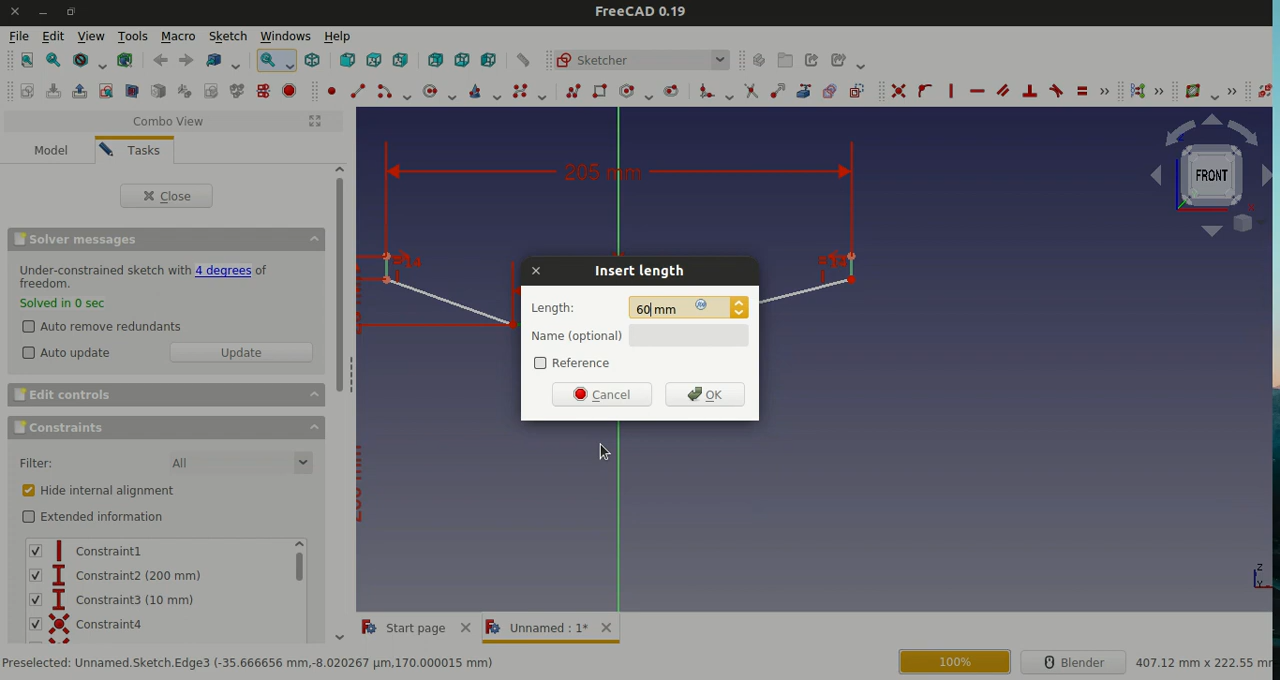 FreeCAD 0.19
File Edit View Tools Macro Sketch Windows Help
Sketcher
Combo View
Model Tasks
Close
Solver messages
Under-constrained sketch with 4 degrees of
freedom.
Solved in 0 sec
Auto remove redundants
Auto update Update
Edit controls
Constraints
Filter: All
Hide internal alignment
Extended information
Constraint1
Constraint2 (200 mm)
Constraint3 (10 mm)
Constraint4
205 mm
FRONT
Insert length
Length: 60 mm
Name (optional)
Reference
Cancel OK
Z
Start page Unnamed : 1*
Preselected: Unnamed.Sketch.Edge3 (-35.666656 mm,-8.020267 µm,170.000015 mm)
100% Blender 407.12 mm x 222.55